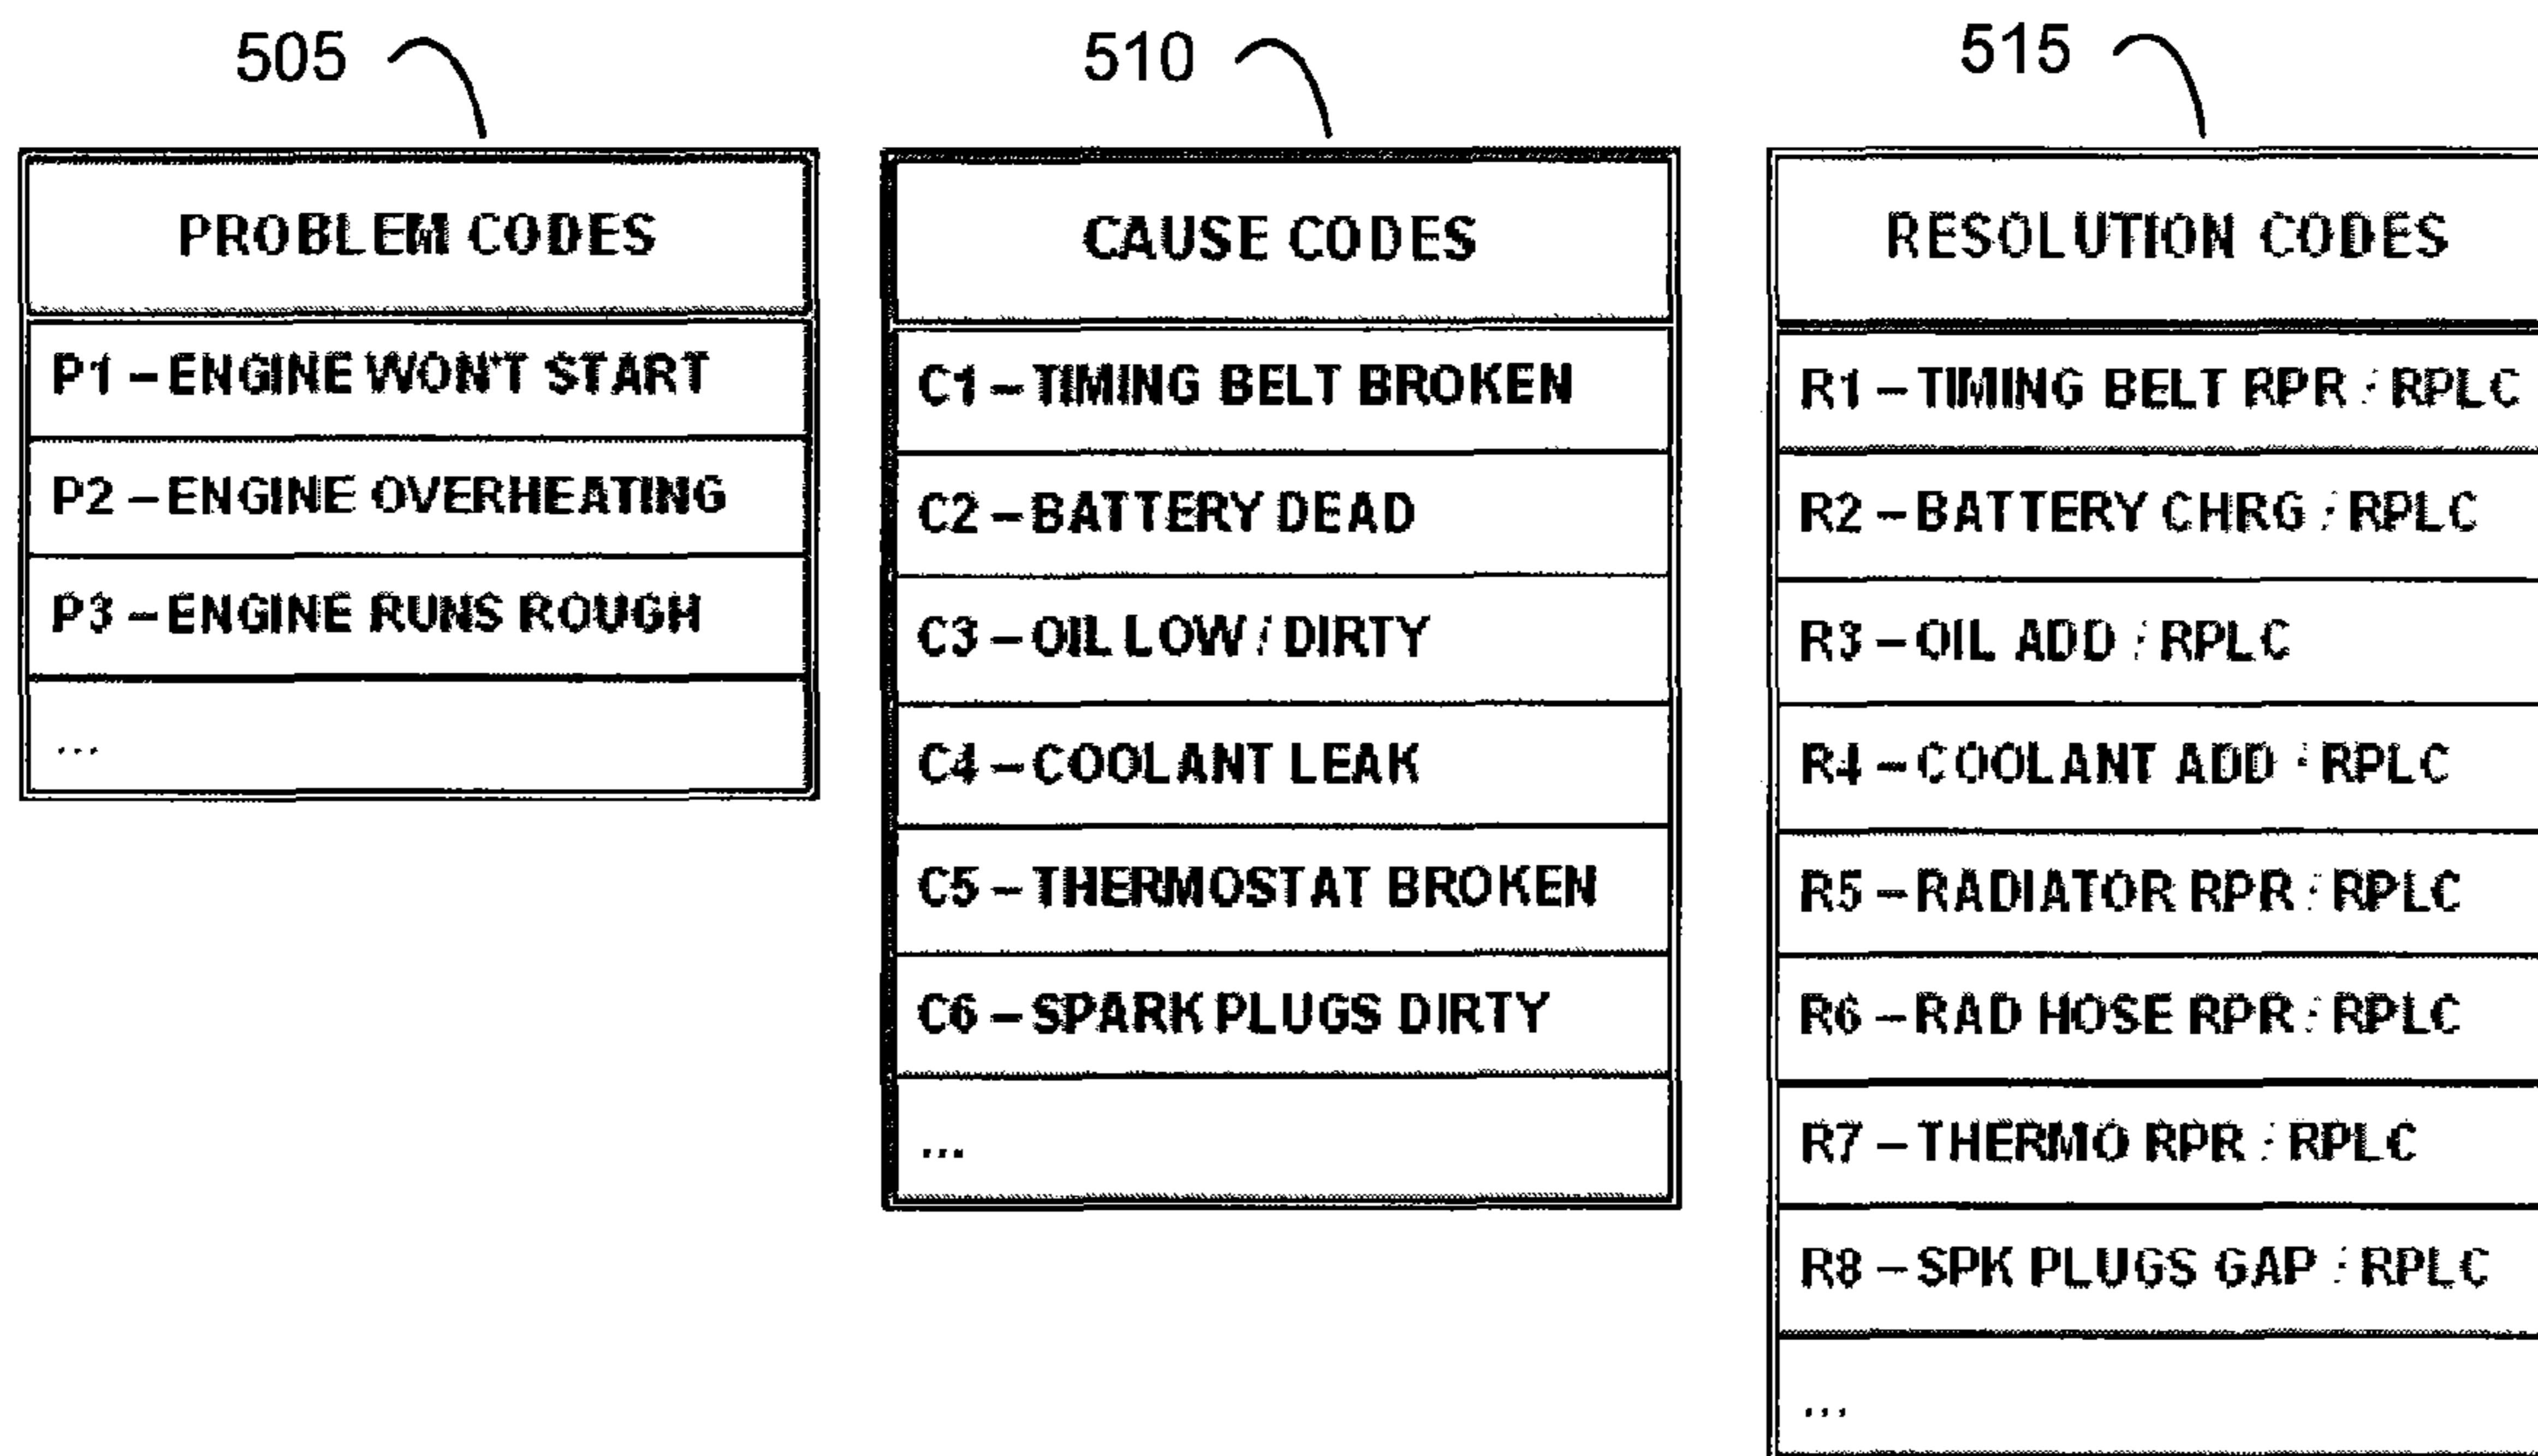 505
PROBLEM CODES
P1 – ENGINE WON'T START
P2 – ENGINE OVERHEATING
P3 – ENGINE RUNS ROUGH
...
510
CAUSE CODES
C1 – TIMING BELT BROKEN
C2 – BATTERY DEAD
C3 – OIL LOW / DIRTY
C4 – COOLANT LEAK
C5 – THERMOSTAT BROKEN
C6 – SPARK PLUGS DIRTY
...
515
RESOLUTION CODES
R1 – TIMING BELT RPR / RPLC
R2 – BATTERY CHRG / RPLC
R3 – OIL ADD / RPLC
R4 – COOLANT ADD / RPLC
R5 – RADIATOR RPR / RPLC
R6 – RAD HOSE RPR / RPLC
R7 – THERMO RPR / RPLC
R8 – SPK PLUGS GAP / RPLC
...